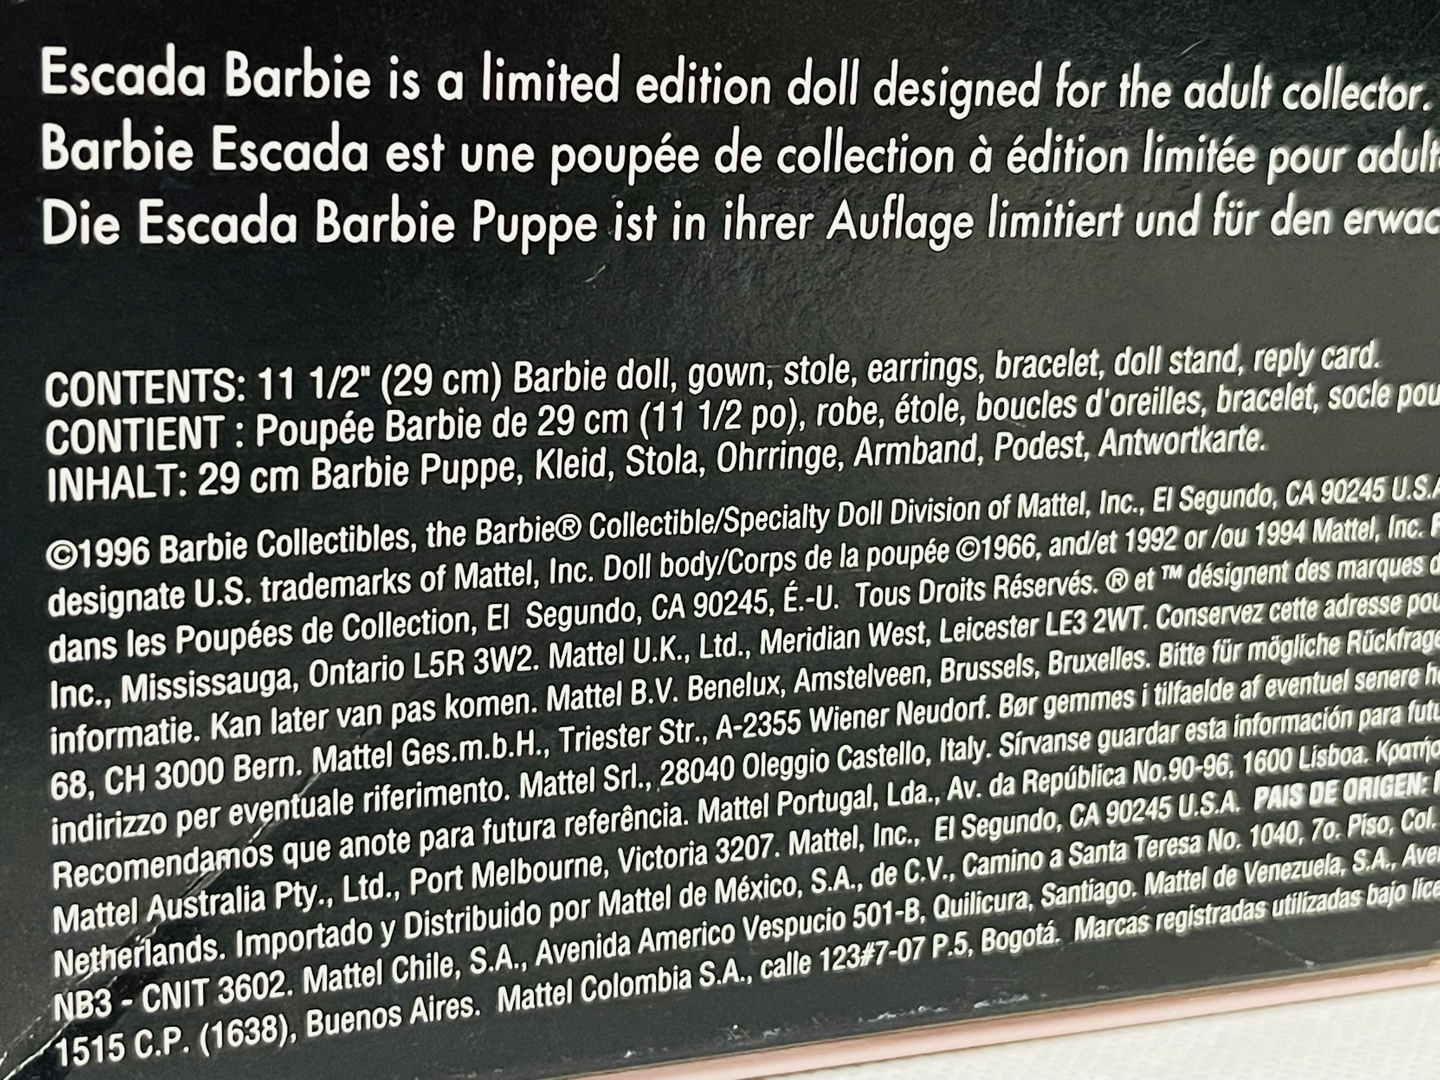 Escada Barbie is a limited edition doll designed for the adult collector.
Barbie Escada est une poupée de collection à édition limitée pour adult
Die Escada Barbie Puppe ist in ihrer Auflage limitiert und für den erwac
CONTENTS: 11 1/2" (29 cm) Barbie doll, gown, stole, earrings, bracelet, doll stand, reply card.
CONTIENT : Poupée Barbie de 29 cm (11 1/2 po), robe, étole, boucles d'oreilles, bracelet, socle pou
INHALT: 29 cm Barbie Puppe, Kleid, Stola, Ohrringe, Armband, Podest, Antwortkarte.
©1996 Barbie Collectibles, the Barbie® Collectible/Specialty Doll Division of Mattel, Inc., El Segundo, CA 90245 U.S.A
designate U.S. trademarks of Mattel, Inc. Doll body/Corps de la poupée ©1966, and/et 1992 or /ou 1994 Mattel, Inc.
dans les Poupées de Collection, El Segundo, CA 90245, É.-U. Tous Droits Réservés. ® et ™ désignent des marques d
Inc., Mississauga, Ontario L5R 3W2. Mattel U.K., Ltd., Meridian West, Leicester LE3 2WT. Conservez cette adresse pou
informatie. Kan later van pas komen. Mattel B.V. Benelux, Amstelveen, Brussels, Bruxelles. Bitte für mögliche Rückfrage
68, CH 3000 Bern. Mattel Ges.m.b.H., Triester Str., A-2355 Wiener Neudorf. Bør gemmes i tilfaelde af eventuel senere h
indirizzo per eventuale riferimento. Mattel Srl., 28040 Oleggio Castello, Italy. Sírvanse guardar esta información para futu
Recomendamos que anote para futura referência. Mattel Portugal, Lda., Av. da República No.90-96, 1600 Lisboa.
Mattel Australia Pty., Ltd., Port Melbourne, Victoria 3207. Mattel, Inc., El Segundo, CA 90245 U.S.A. PAIS DE ORIGEN:
Netherlands. Importado y Distribuido por Mattel de México, S.A., de C.V., Camino a Santa Teresa No. 1040, 7o. Piso, Col.
NB3 - CNIT 3602. Mattel Chile, S.A., Avenida Americo Vespucio 501-B, Quilicura, Santiago. Mattel de Venezuela, S.A., Ave
1515 C.P. (1638), Buenos Aires. Mattel Colombia S.A., calle 123#7-07 P.5, Bogotá. Marcas registradas utilizadas bajo lice